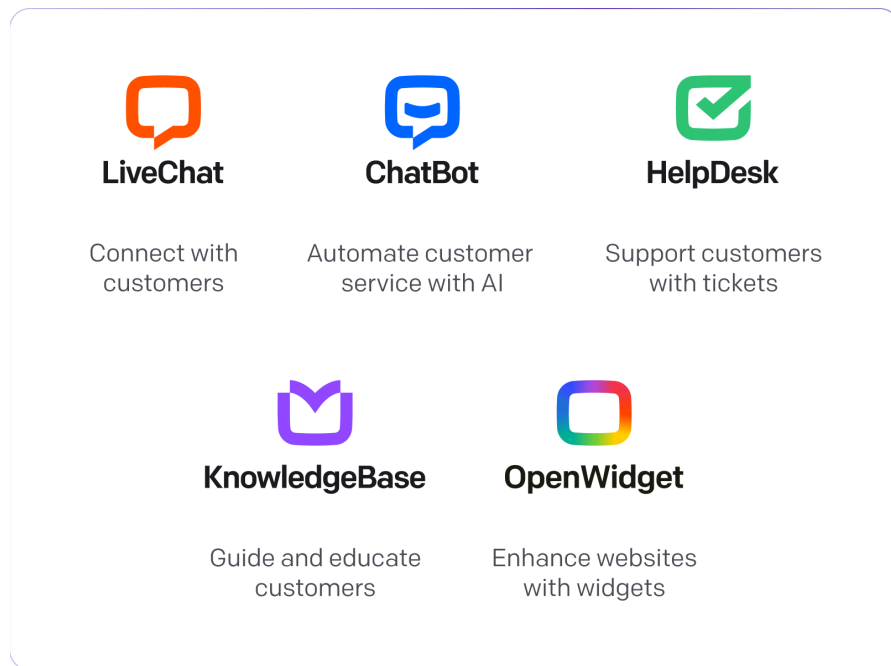 LiveChat
ChatBot
HelpDesk
Connect with
customers
Automate customer
service with AI
Support customers
with tickets
KnowledgeBase
OpenWidget
Guide and educate
customers
Enhance websites
with widgets